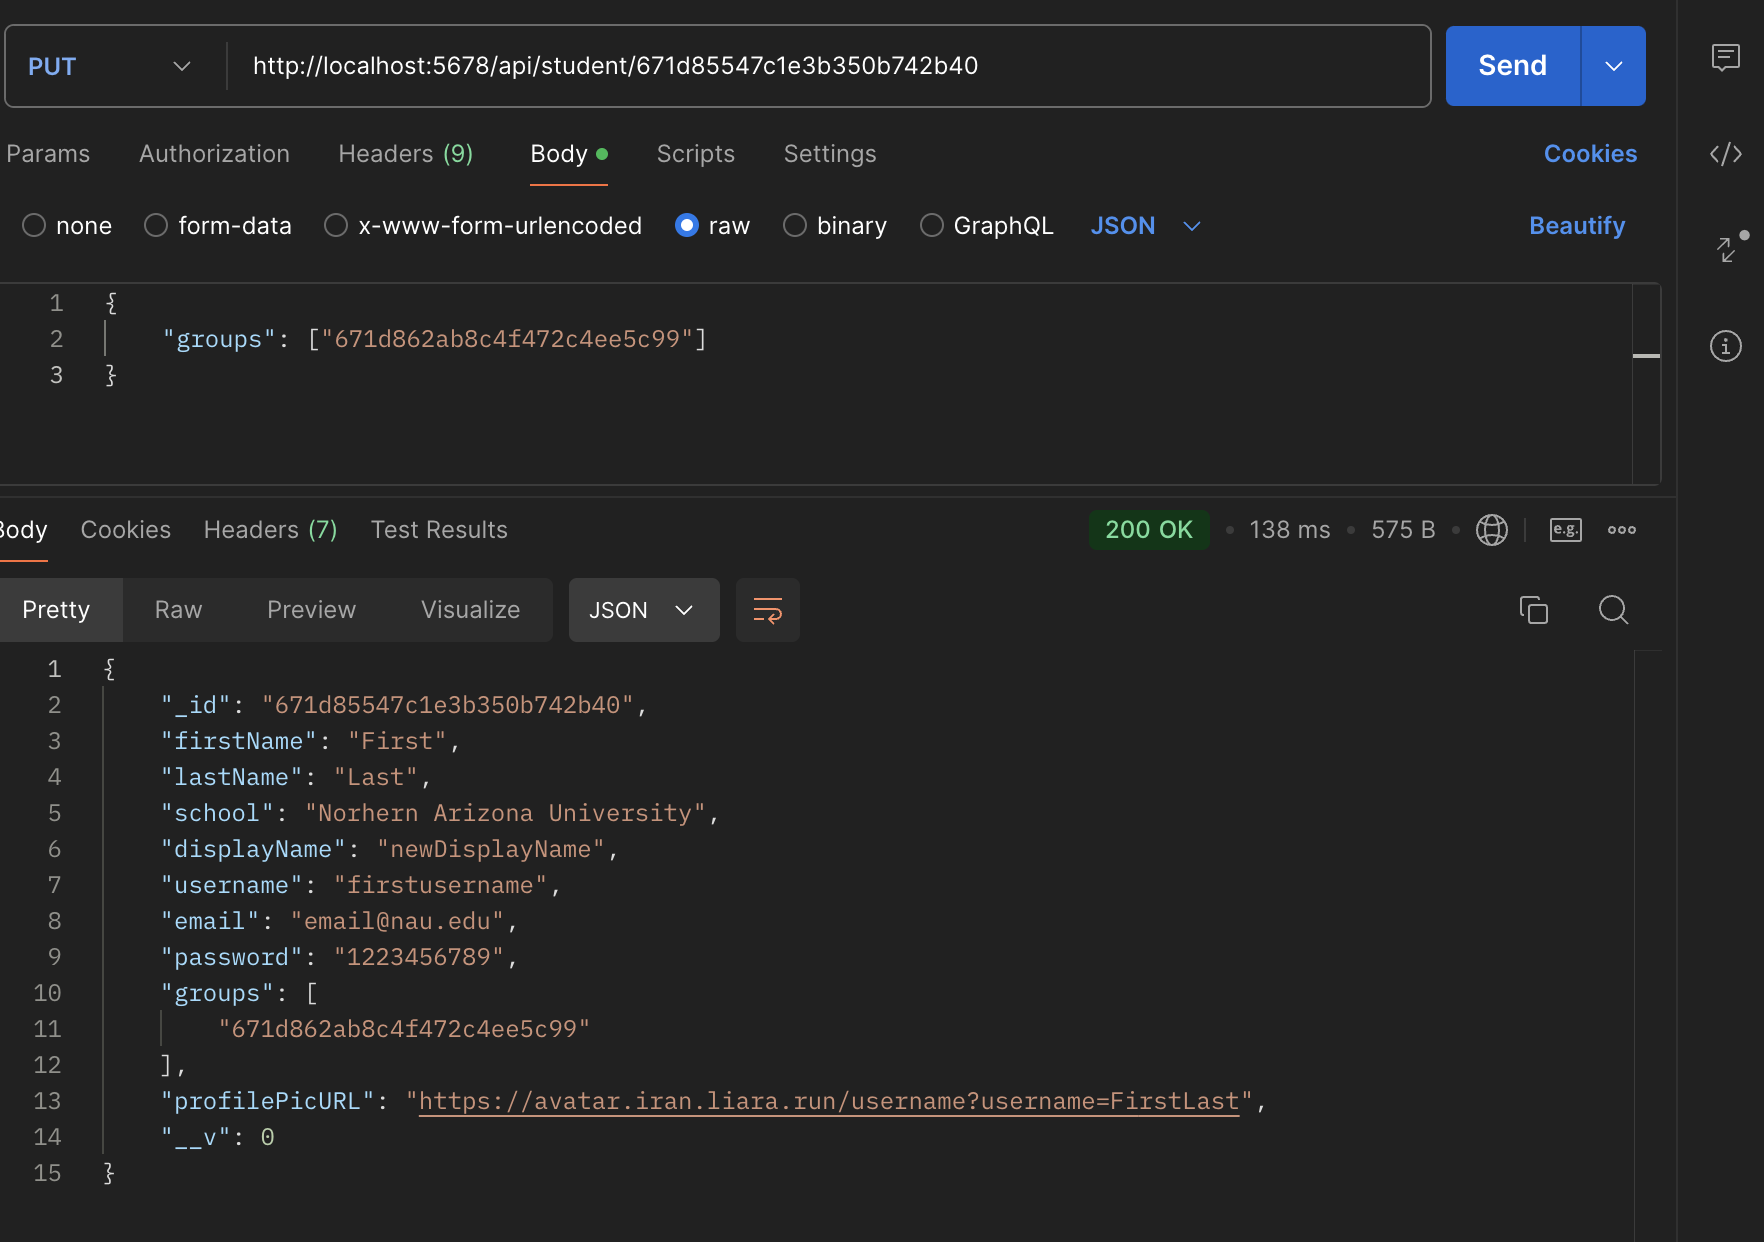 PUT http://localhost:5678/api/student/671d85547c1e3b350b742b40 Send
Params Authorization Headers (9) Body Scripts Settings Cookies
none form-data x-www-form-urlencoded raw binary GraphQL JSON Beautify
1 {
2 "groups": ["671d862ab8c4f472c4ee5c99"]
3 }
Body Cookies Headers (7) Test Results 200 OK • 138 ms • 575 B • e.g.
Pretty Raw Preview Visualize JSON
1 {
2 "_id": "671d85547c1e3b350b742b40",
3 "firstName": "First",
4 "lastName": "Last",
5 "school": "Norhern Arizona University",
6 "displayName": "newDisplayName",
7 "username": "firstusername",
8 "email": "email@nau.edu",
9 "password": "1223456789",
10 "groups": [
11 "671d862ab8c4f472c4ee5c99"
12 ],
13 "profilePicURL": "https://avatar.iran.liara.run/username?username=FirstLast",
14 "__v": 0
15 }